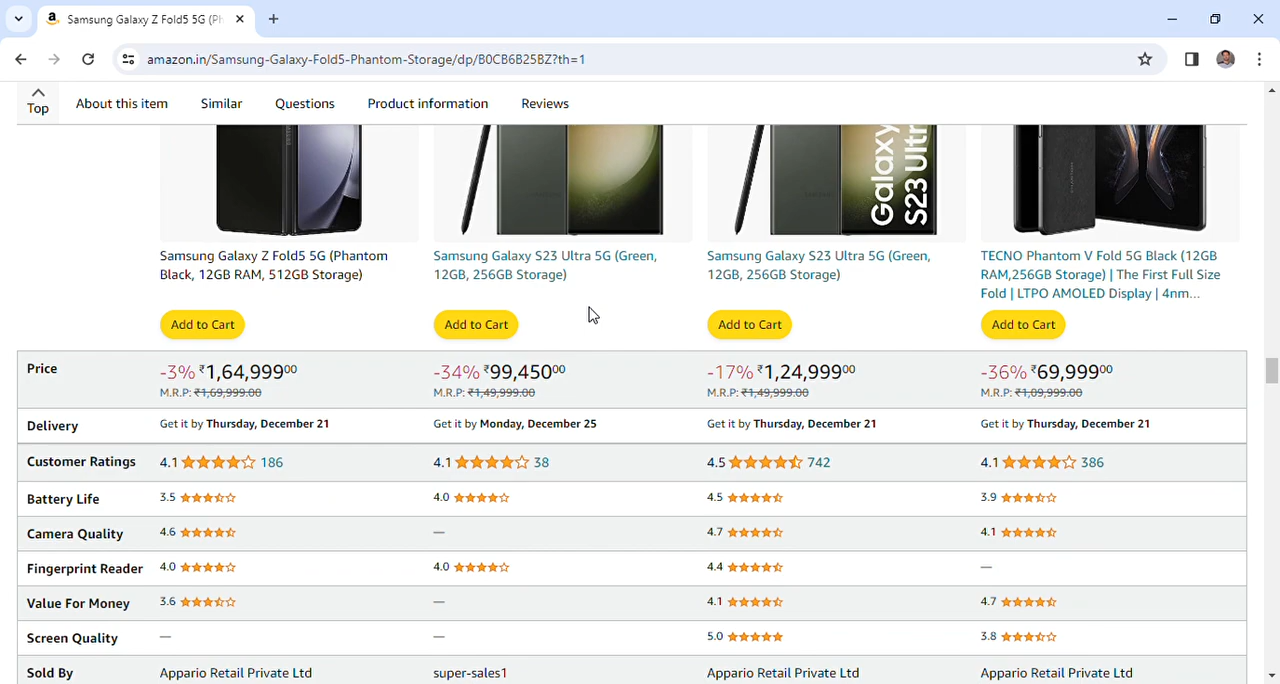 Samsung Galaxy Z Fold5 5G (Ph
amazon.in/Samsung-Galaxy-Fold5-Phantom-Storage/dp/B0CB6B25BZ?th=1
Top About this item Similar Questions Product information Reviews
Galaxy
S23 Ultra
Samsung Galaxy Z Fold5 5G (Phantom
Black, 12GB RAM, 512GB Storage)
Samsung Galaxy S23 Ultra 5G (Green,
12GB, 256GB Storage)
Samsung Galaxy S23 Ultra 5G (Green,
12GB, 256GB Storage)
TECNO Phantom V Fold 5G Black (12GB
RAM,256GB Storage) | The First Full Size
Fold | LTPO AMOLED Display | 4nm...
Add to Cart Add to Cart Add to Cart Add to Cart
Price -3% ₹1,64,99900 -34% ₹99,45000 -17% ₹1,24,99900 -36% ₹69,99900
M.R.P: ₹1,69,999.00 M.R.P: ₹1,49,999.00 M.R.P: ₹1,49,999.00 M.R.P: ₹1,09,999.00
Delivery Get it by Thursday, December 21 Get it by Monday, December 25 Get it by Thursday, December 21 Get it by Thursday, December 21
Customer Ratings 4.1 186 4.1 38 4.5 742 4.1 386
Battery Life 3.5 4.0 4.5 3.9
Camera Quality 4.6 — 4.7 4.1
Fingerprint Reader 4.0 4.0 4.4 —
Value For Money 3.6 — 4.1 4.7
Screen Quality — — 5.0 3.8
Sold By Appario Retail Private Ltd super-sales1 Appario Retail Private Ltd Appario Retail Private Ltd